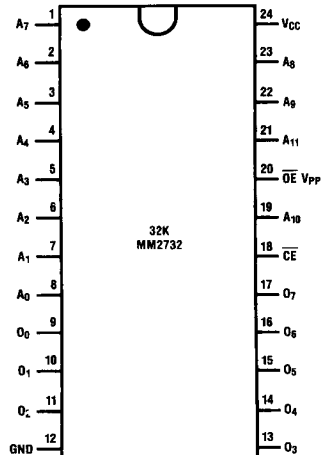 1 24
A7 VCC
2 23
A6 A8
3 22
A5 A9
4 21
A4 A11
5 20
A3 OE VPP
6 19
A2 A10
32K
MM2732
7 18
A1 CE
8 17
A0 O7
9 16
O0 O6
10 15
O1 O5
11 14
O2 O4
12 13
GND O3